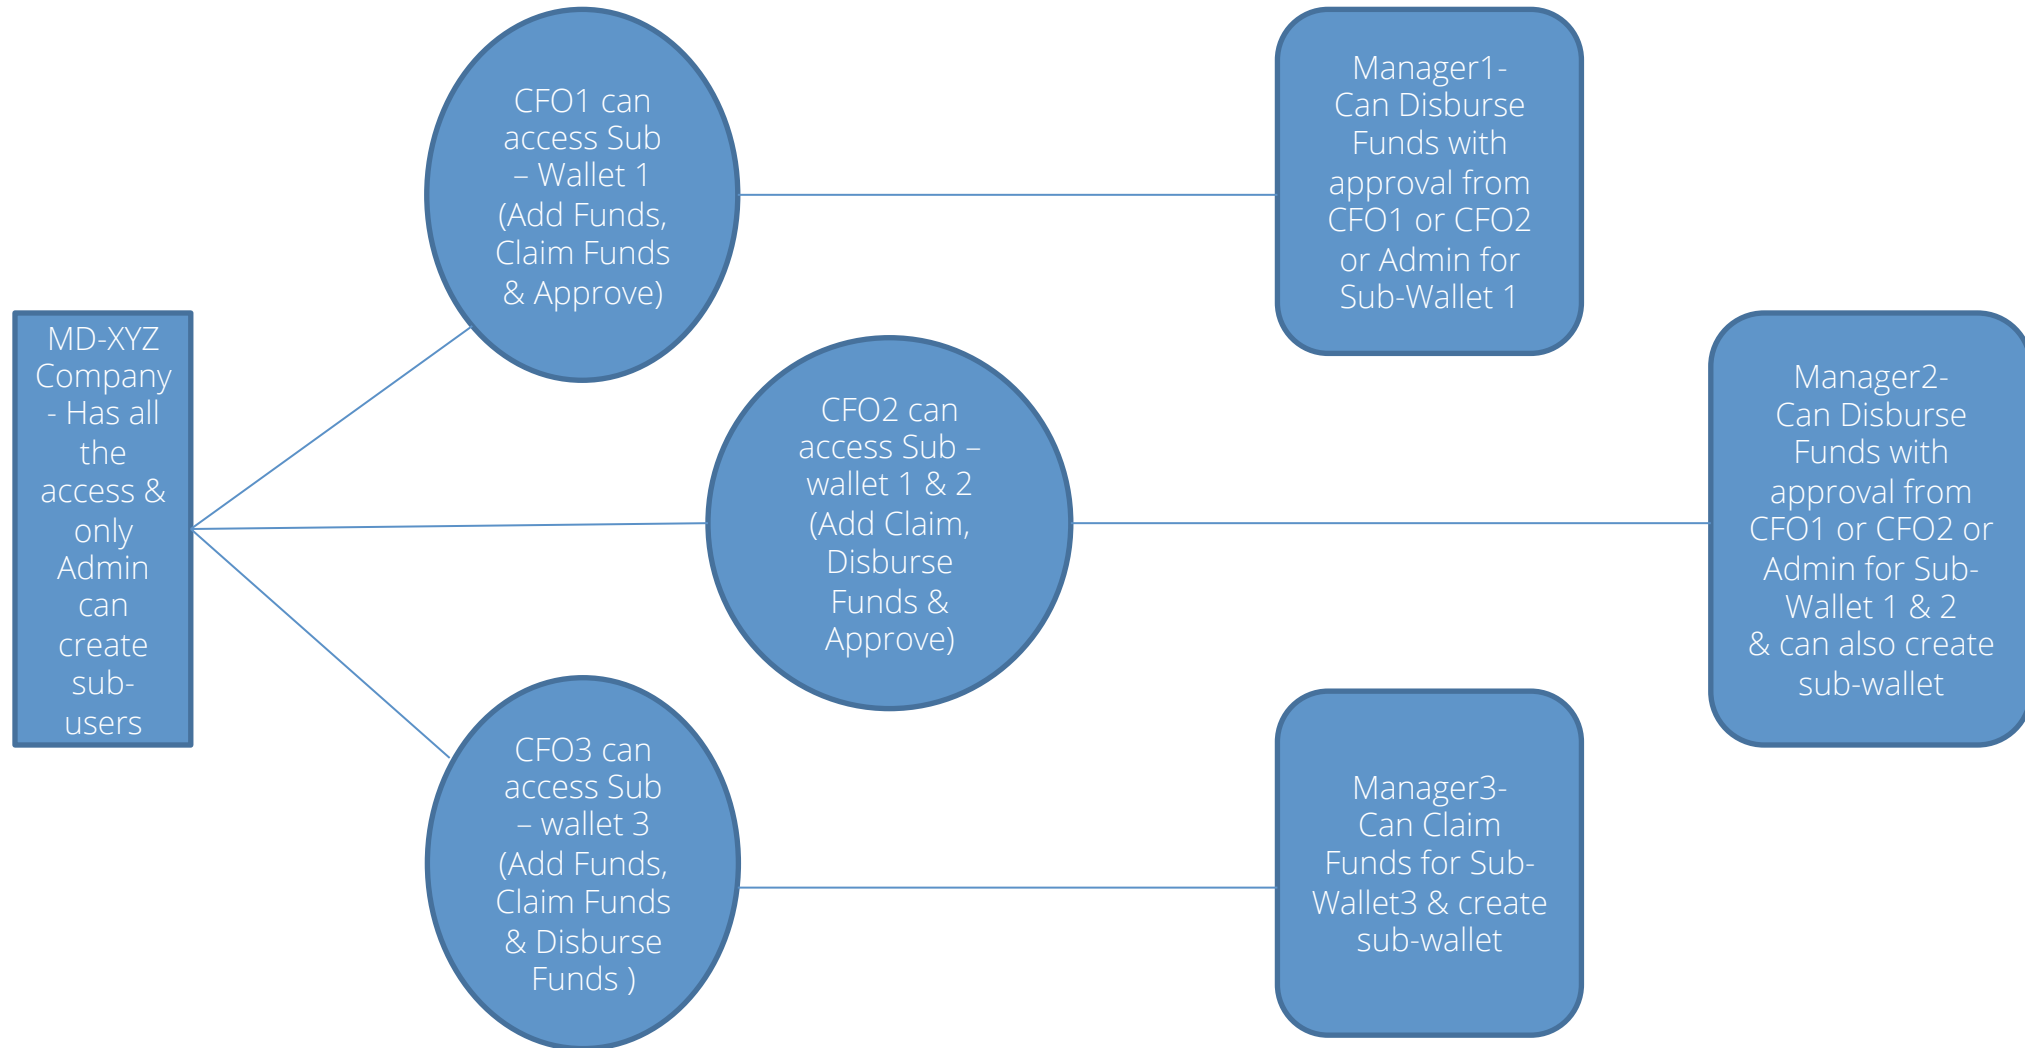 MD-XYZ
Company
- Has all
the
access &
only
Admin
can
create
sub-
users
CFO1 can
access Sub
– Wallet 1
(Add Funds,
Claim Funds
& Approve)
CFO2 can
access Sub –
wallet 1 & 2
(Add Claim,
Disburse
Funds &
Approve)
CFO3 can
access Sub
– wallet 3
(Add Funds,
Claim Funds
& Disburse
Funds )
Manager1-
Can Disburse
Funds with
approval from
CFO1 or CFO2
or Admin for
Sub-Wallet 1
Manager2-
Can Disburse
Funds with
approval from
CFO1 or CFO2 or
Admin for Sub-
Wallet 1 & 2
& can also create
sub-wallet
Manager3-
Can Claim
Funds for Sub-
Wallet3 & create
sub-wallet